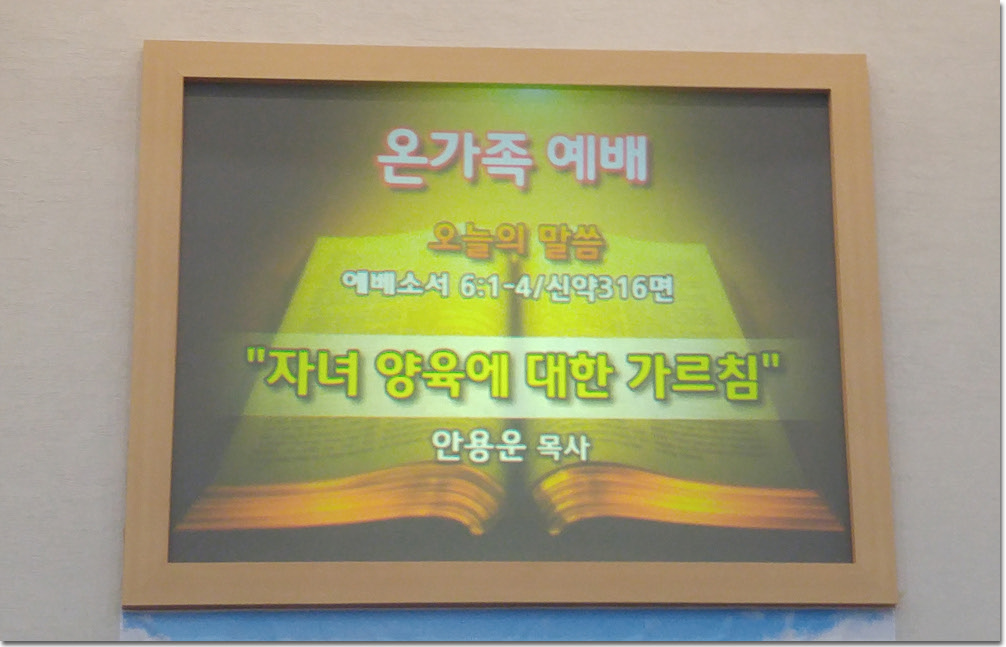 온가족 예배
오늘의 말씀
에베소서 6:1-4/신약316면
"자녀 양육에 대한 가르침"
안용운 목사